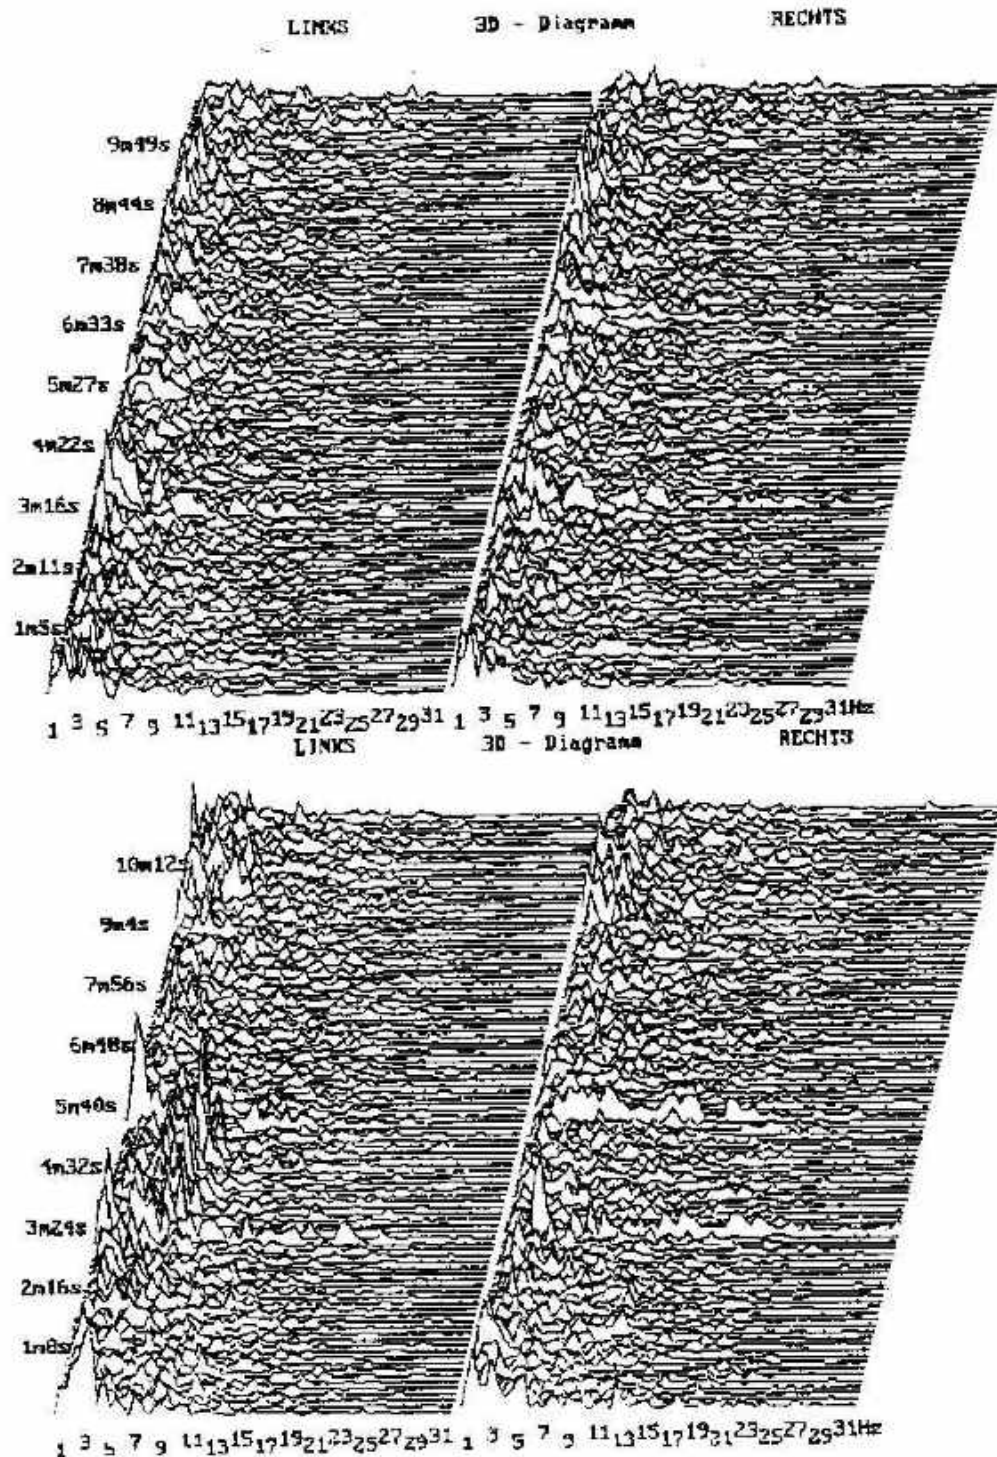 LINKS 3D - Diagramm RECHTS
9m49s
8m44s
7m38s
6m33s
5m27s
4m22s
3m16s
2m11s
1m5s
1 3 5 7 9 11 13 15 17 19 21 23 25 27 29 31 1 3 5 7 9 11 13 15 17 19 21 23 25 27 29 31Hz
LINKS 3D - Diagramm RECHTS
10m12s
9m4s
7m56s
6m48s
5m40s
4m32s
3m24s
2m16s
1m8s
1 3 5 7 9 11 13 15 17 19 21 23 25 27 29 31 1 3 5 7 9 11 13 15 17 19 21 23 25 27 29 31Hz